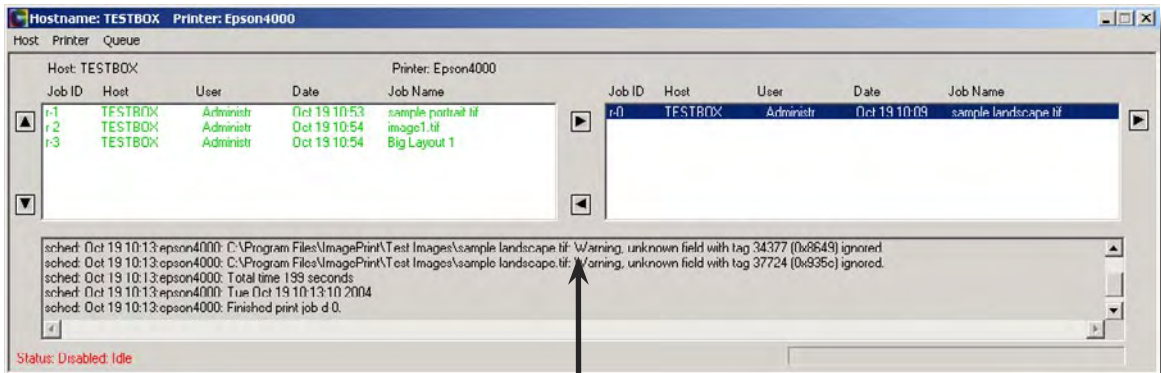 Hostname: TESTBOX Printer: Epson4000
Host Printer Queue
Host: TESTBOX Printer: Epson4000
Job ID Host User Date Job Name Job ID Host User Date Job Name
r-1 TESTBOX Administr Oct 19 10:53 sample portrait.tif r-0 TESTBOX Administr Oct 19 10:09 sample landscape.tif
r-2 TESTBOX Administr Oct 19 10:54 image1.tif
r-3 TESTBOX Administr Oct 19 10:54 Big Layout 1
sched: Oct 19 10:13:epson4000: C:\Program Files\ImagePrint\Test Images\sample landscape.tif: Warning, unknown field with tag 34377 (0x8649) ignored.
sched: Oct 19 10:13:epson4000: C:\Program Files\ImagePrint\Test Images\sample landscape.tif: Warning, unknown field with tag 37724 (0x935c) ignored.
sched: Oct 19 10:13:epson4000: Total time 199 seconds
sched: Oct 19 10:13:epson4000: Tue Oct 19 10:13:10 2004
sched: Oct 19 10:13:epson4000: Finished print job d 0.
Status: Disabled: Idle